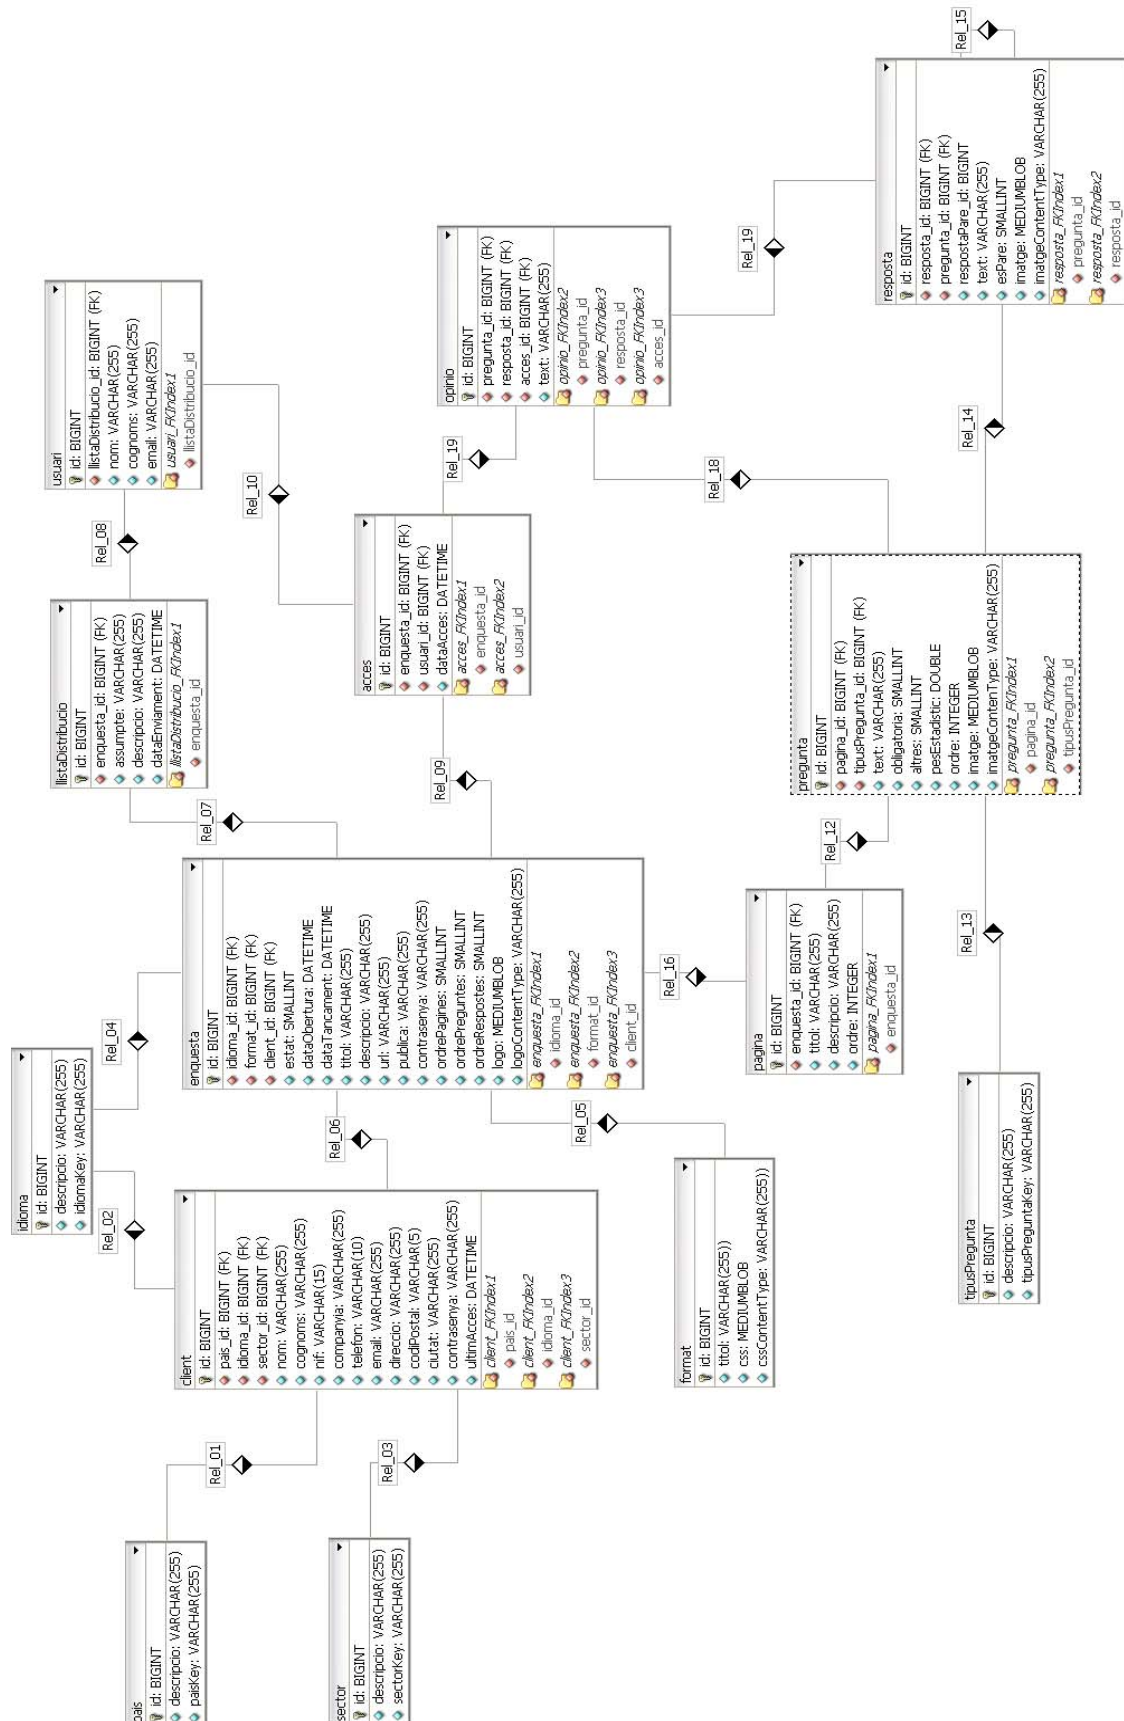 pais
id: BIGINT
descripcio: VARCHAR(255)
paisKey: VARCHAR(255)
sector
id: BIGINT
descripcio: VARCHAR(255)
sectorKey: VARCHAR(255)
Rel_01
Rel_03
client
id: BIGINT
pais_id: BIGINT (FK)
idioma_id: BIGINT (FK)
sector_id: BIGINT (FK)
nom: VARCHAR(255)
cognoms: VARCHAR(255)
nif: VARCHAR(15)
companyia: VARCHAR(255)
telefon: VARCHAR(10)
email: VARCHAR(255)
direccio: VARCHAR(255)
codiPostal: VARCHAR(5)
ciutat: VARCHAR(255)
contrasenya: VARCHAR(255)
ultimAcces: DATETIME
client_FKIndex1
pais_id
client_FKIndex2
idioma_id
client_FKIndex3
sector_id
format
id: BIGINT
titol: VARCHAR(255))
css: MEDIUMBLOB
cssContentType: VARCHAR(255))
idioma
id: BIGINT
descripcio: VARCHAR(255)
idiomaKey: VARCHAR(255)
Rel_02
Rel_04
Rel_06
Rel_05
tipusPregunta
id: BIGINT
descripcio: VARCHAR(255)
tipusPreguntaKey: VARCHAR(255)
enquesta
id: BIGINT
idioma_id: BIGINT (FK)
format_id: BIGINT (FK)
client_id: BIGINT (FK)
estat: SMALLINT
dataObertura: DATETIME
dataTancament: DATETIME
titol: VARCHAR(255)
descripcio: VARCHAR(255)
url: VARCHAR(255)
publica: VARCHAR(255)
contrasenya: VARCHAR(255)
ordrePagines: SMALLINT
ordrePreguntes: SMALLINT
ordreRespostes: SMALLINT
logo: MEDIUMBLOB
logoContentType: VARCHAR(255)
enquesta_FKIndex1
idioma_id
enquesta_FKIndex2
format_id
enquesta_FKIndex3
client_id
Rel_16
pagina
id: BIGINT
enquesta_id: BIGINT (FK)
titol: VARCHAR(255)
descripcio: VARCHAR(255)
ordre: INTEGER
pagina_FKIndex1
enquesta_id
Rel_13
Rel_07
Rel_09
Rel_12
llistaDistribucio
id: BIGINT
enquesta_id: BIGINT (FK)
assumpte: VARCHAR(255)
descripcio: VARCHAR(255)
dataEnviament: DATETIME
llistaDistribucio_FKIndex1
enquesta_id
acces
id: BIGINT
enquesta_id: BIGINT (FK)
usuari_id: BIGINT (FK)
dataAcces: DATETIME
acces_FKIndex1
enquesta_id
acces_FKIndex2
usuari_id
pregunta
id: BIGINT
pagina_id: BIGINT (FK)
tipusPregunta_id: BIGINT (FK)
text: VARCHAR(255)
obligatoria: SMALLINT
altres: SMALLINT
pesEstadistic: DOUBLE
ordre: INTEGER
imatge: MEDIUMBLOB
imatgeContenType: VARCHAR(255)
pregunta_FKIndex1
pagina_id
pregunta_FKIndex2
tipusPregunta_id
Rel_08
Rel_10
Rel_19
Rel_18
Rel_14
usuari
id: BIGINT
llistaDistribucio_id: BIGINT (FK)
nom: VARCHAR(255)
cognoms: VARCHAR(255)
email: VARCHAR(255)
usuari_FKIndex1
llistaDistribucio_id
opinio
id: BIGINT
pregunta_id: BIGINT (FK)
resposta_id: BIGINT (FK)
acces_id: BIGINT (FK)
text: VARCHAR(255)
opinio_FKIndex2
pregunta_id
opinio_FKIndex3
resposta_id
opinio_FKIndex3
acces_id
Rel_19
resposta
id: BIGINT
resposta_id: BIGINT (FK)
pregunta_id: BIGINT (FK)
respostaPare_id: BIGINT
text: VARCHAR(255)
esPare: SMALLINT
imatge: MEDIUMBLOB
imatgeContentType: VARCHAR(255)
resposta_FKIndex1
pregunta_id
resposta_FKIndex2
resposta_id
Rel_15